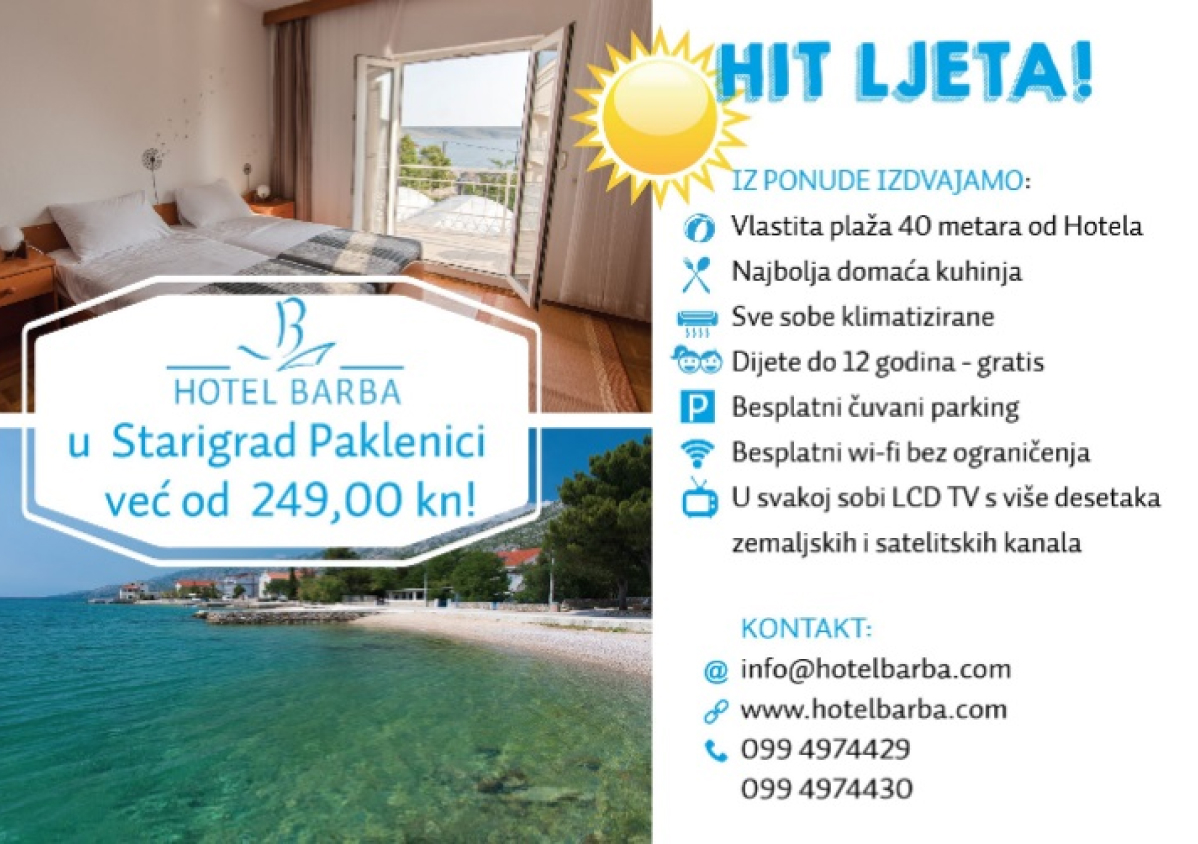 HIT LJETA!
IZ PONUDE IZDVAJAMO:
Vlastita plaža 40 metara od Hotela
Najbolja domaća kuhinja
Sve sobe klimatizirane
Dijete do 12 godina - gratis
P
Besplatni čuvani parking
Besplatni wi-fi bez ograničenja
U svakoj sobi LCD TV s više desetaka
zemaljskih i satelitskih kanala
B
HOTEL BARBA
u Starigrad Paklenici
već od 249,00 kn!
KONTAKT:
@ info@hotelbarba.com
www.hotelbarba.com
099 4974429
099 4974430